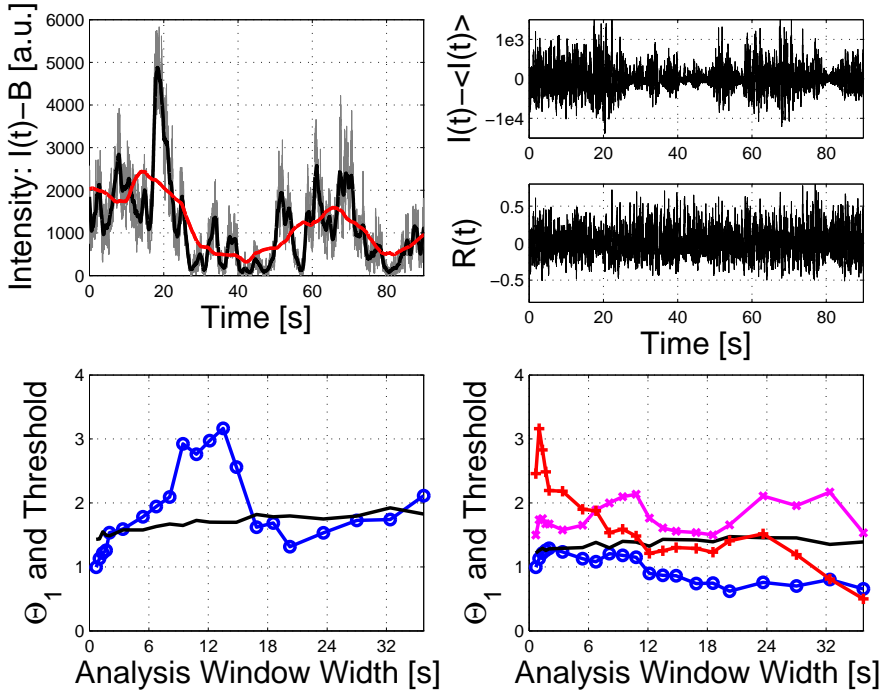 Intensity: I(t)−B [a.u.]
6000
5000
4000
3000
2000
1000
0
0 20 40 60 80
Time [s]
I(t)−<I(t)>
1e3
0
−1e4
0 20 40 60 80
R(t)
0.5
0
−0.5
0 20 40 60 80
Time [s]
Θ1 and Threshold
4
3
2
1
0
0 6 12 18 24 32
Analysis Window Width [s]
Θ1 and Threshold
4
3
2
1
0
0 6 12 18 24 32
Analysis Window Width [s]